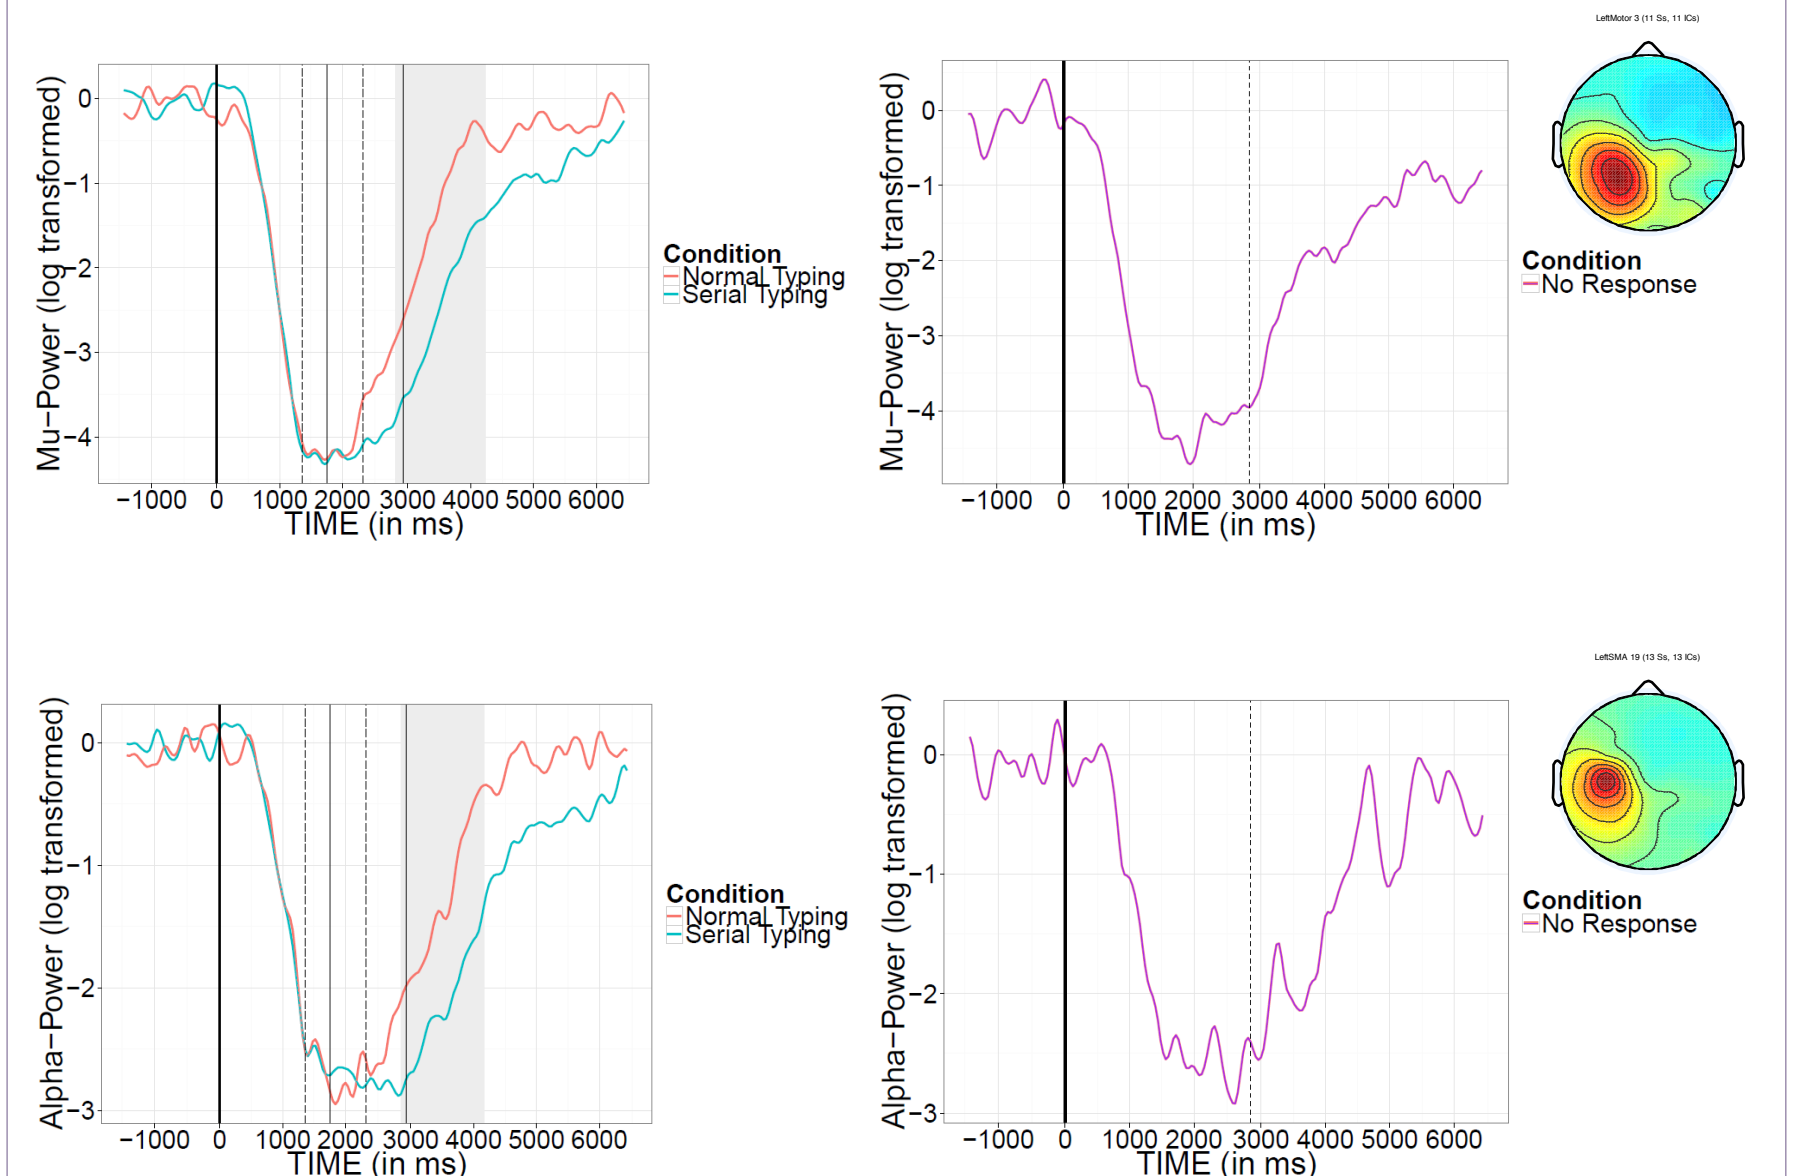 LeftMotor 3 (11 Ss, 11 ICs)
Mu−Power (log transformed)
0
−1
−2
−3
−4
−1000 0 1000 2000 3000 4000 5000 6000
TIME (in ms)
Condition
Normal Typing
Serial Typing
Mu−Power (log transformed)
0
−1
−2
−3
−4
−1000 0 1000 2000 3000 4000 5000 6000
TIME (in ms)
Condition
No Response
LeftSMA 19 (13 Ss, 13 ICs)
Alpha−Power (log transformed)
0
−1
−2
−3
−1000 0 1000 2000 3000 4000 5000 6000
TIME (in ms)
Condition
Normal Typing
Serial Typing
Alpha−Power (log transformed)
0
−1
−2
−3
−1000 0 1000 2000 3000 4000 5000 6000
TIME (in ms)
Condition
No Response